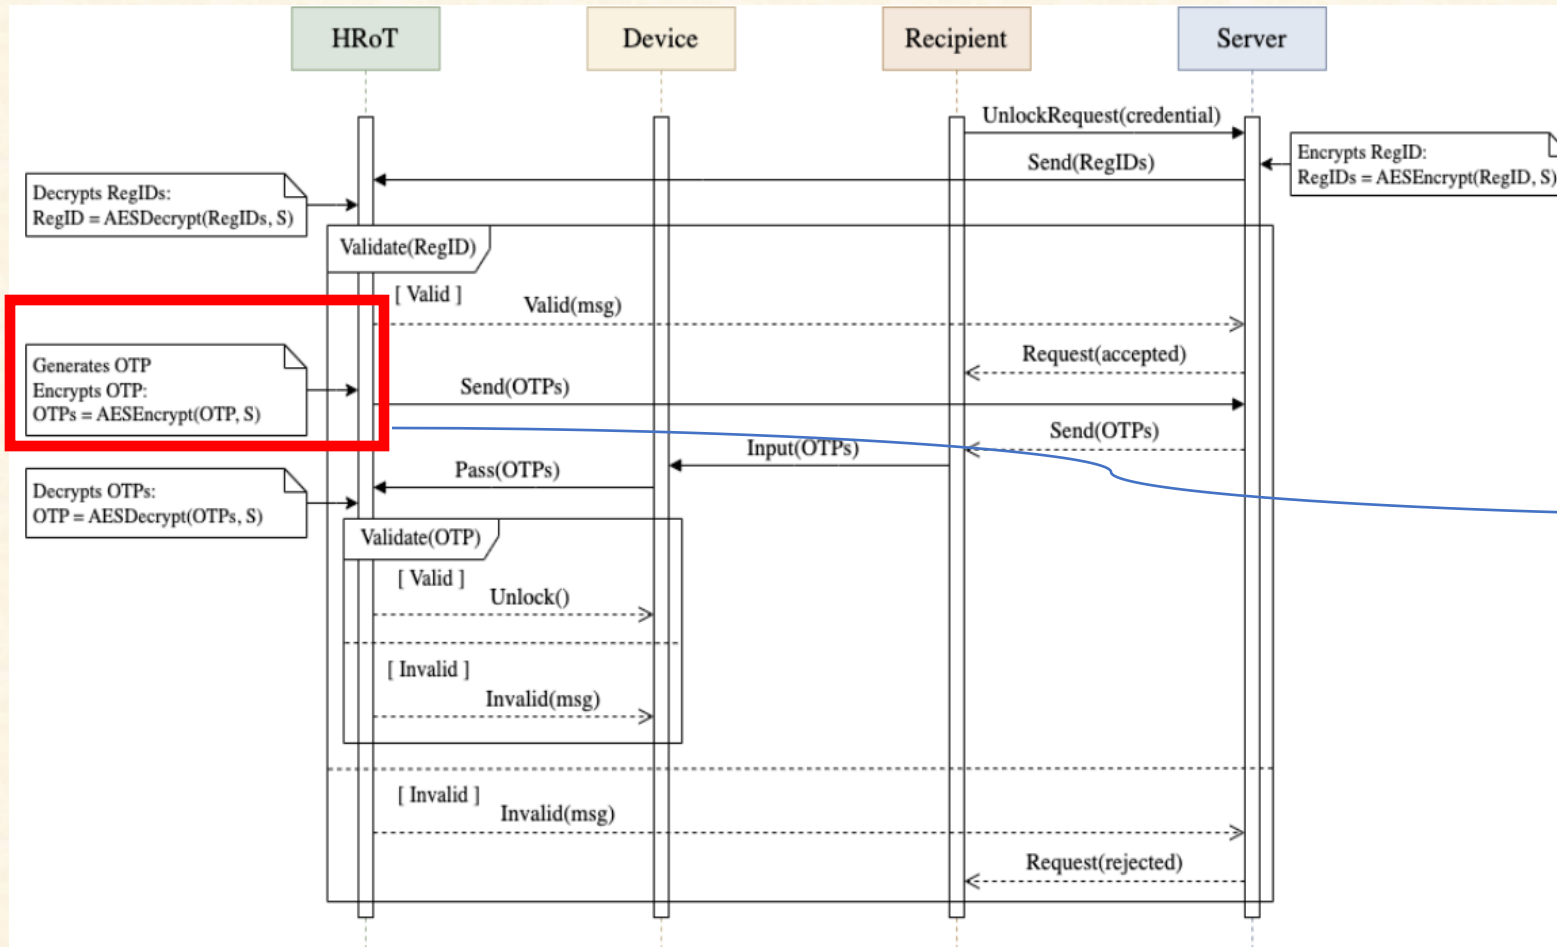 HRoT
Device
Recipient
Server
UnlockRequest(credential)
Encrypts RegID:
RegIDs = AESEncrypt(RegID, S)
Send(RegIDs)
Decrypts RegIDs:
RegID = AESDecrypt(RegIDs, S)
Validate(RegID)
[ Valid ]
Valid(msg)
Request(accepted)
Generates OTP
Encrypts OTP:
OTPs = AESEncrypt(OTP, S)
Send(OTPs)
Send(OTPs)
Input(OTPs)
Pass(OTPs)
Decrypts OTPs:
OTP = AESDecrypt(OTPs, S)
Validate(OTP)
[ Valid ]
Unlock()
[ Invalid ]
Invalid(msg)
[ Invalid ]
Invalid(msg)
Request(rejected)